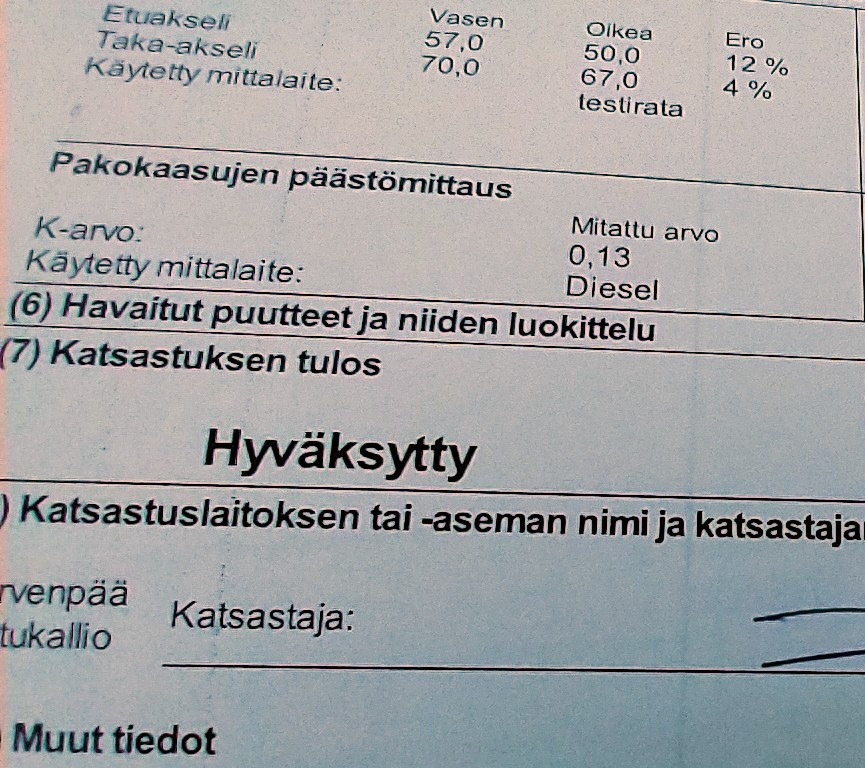 Vasen Oikea Ero
Etuakseli 57,0 50,0 12 %
Taka-akseli 70,0 67,0 4 %
Käytetty mittalaite: testirata
Pakokaasujen päästömittaus
Mitattu arvo
K-arvo: 0,13
Käytetty mittalaite: Diesel
(6) Havaitut puutteet ja niiden luokittelu
(7) Katsastuksen tulos
Hyväksytty
) Katsastuslaitoksen tai -aseman nimi ja katsastaja
rvenpää
tukallio
Katsastaja:
Muut tiedot